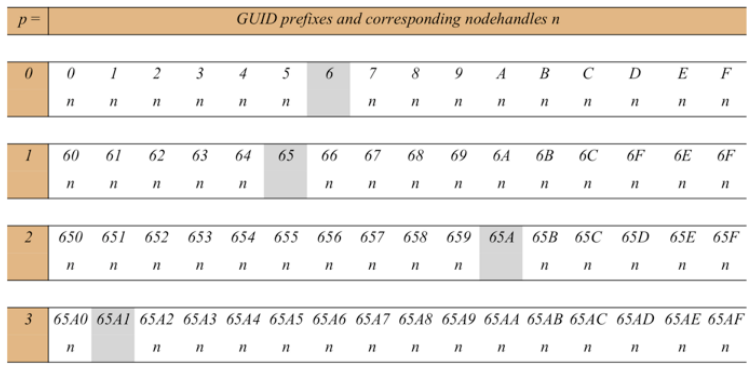 p = GUID prefixes and corresponding nodehandles n
0 0 1 2 3 4 5 6 7 8 9 A B C D E F
n n n n n n n n n n n n n n n
1 60 61 62 63 64 65 66 67 68 69 6A 6B 6C 6F 6E 6F
n n n n n n n n n n n n n n n
2 650 651 652 653 654 655 656 657 658 659 65A 65B 65C 65D 65E 65F
n n n n n n n n n n n n n n n
3 65A0 65A1 65A2 65A3 65A4 65A5 65A6 65A7 65A8 65A9 65AA 65AB 65AC 65AD 65AE 65AF
n n n n n n n n n n n n n n n